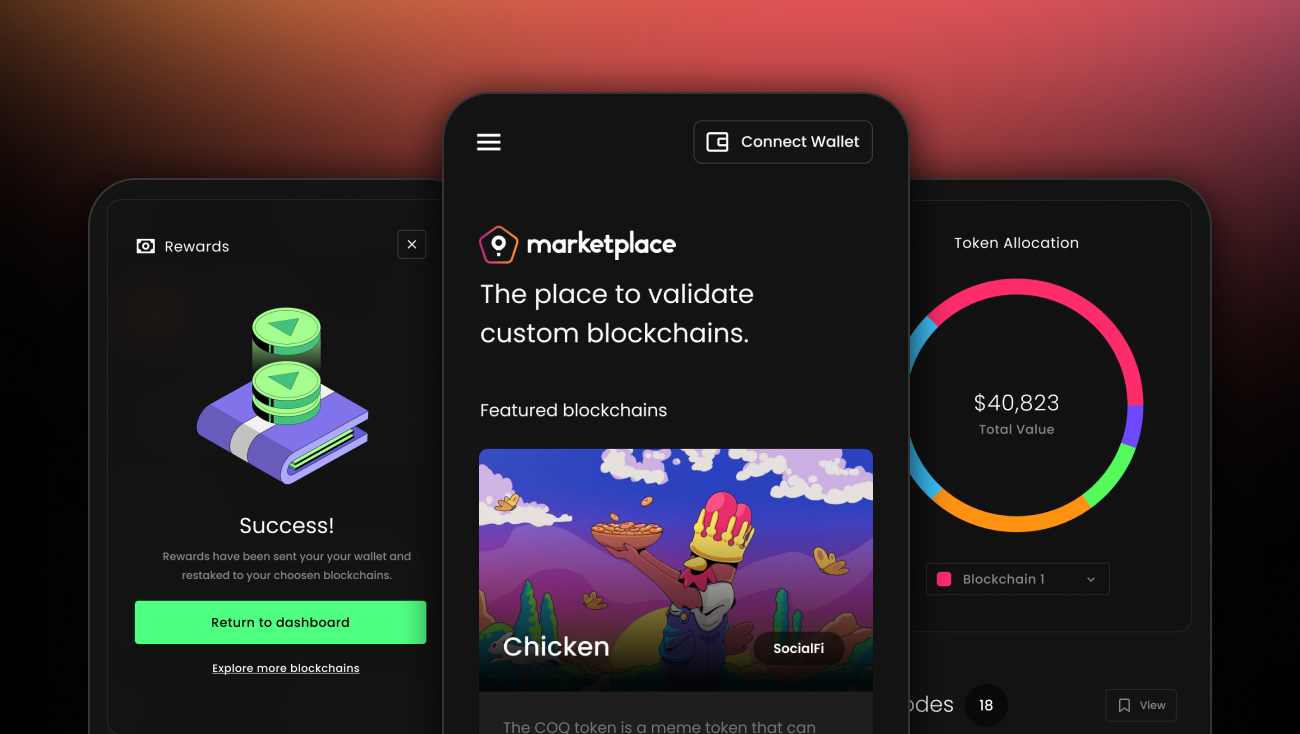 Rewards
Success!
Rewards have been sent your your wallet and
restaked to your choosen blockchains.
Return to dashboard
Explore more blockchains
Connect Wallet
marketplace
The place to validate
custom blockchains.
Featured blockchains
Chicken
SocialFi
The COQ token is a meme token that can
Token Allocation
$40,823
Total Value
Blockchain 1
odes 18
View